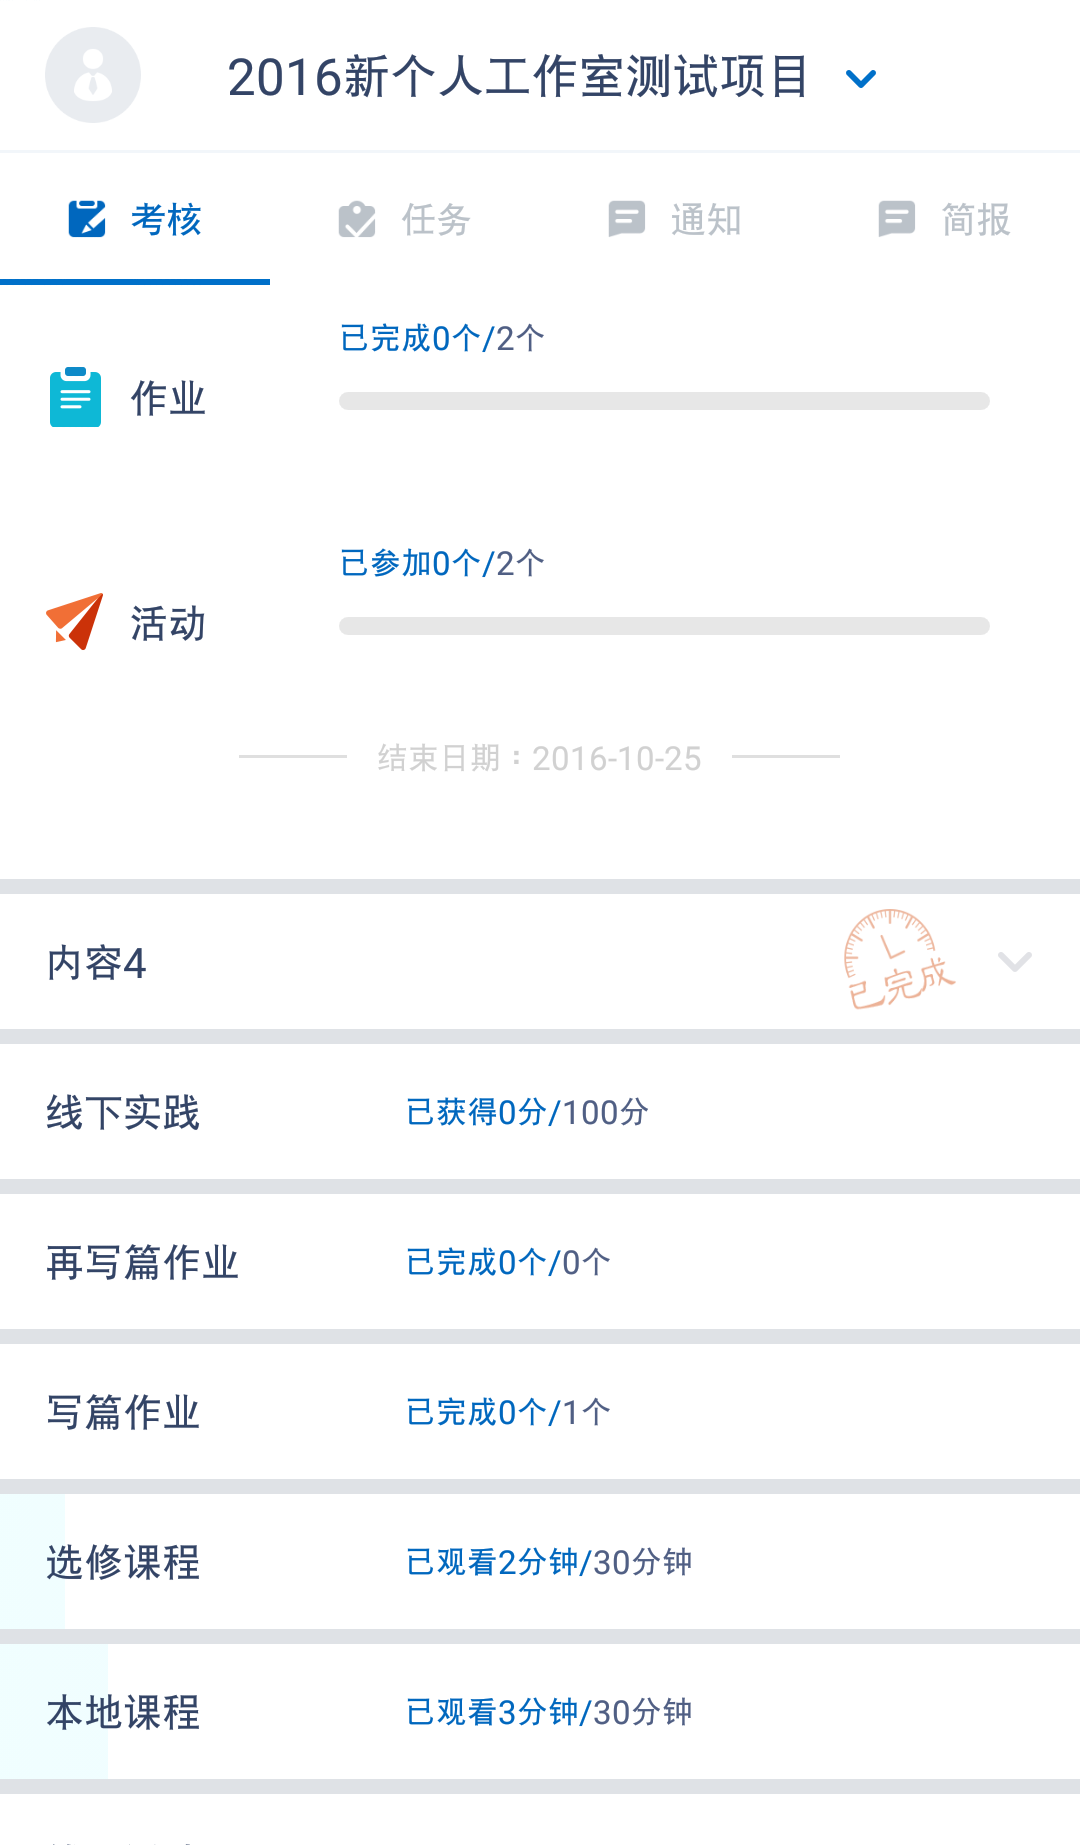 2016新个人工作室测试项目
考核 任务 通知 简报
已完成0个/2个
作业
已参加0个/2个
活动
结束日期：2016-10-25
内容4
已完成
线下实践 已获得0分/100分
再写篇作业 已完成0个/0个
写篇作业 已完成0个/1个
选修课程 已观看2分钟/30分钟
本地课程 已观看3分钟/30分钟